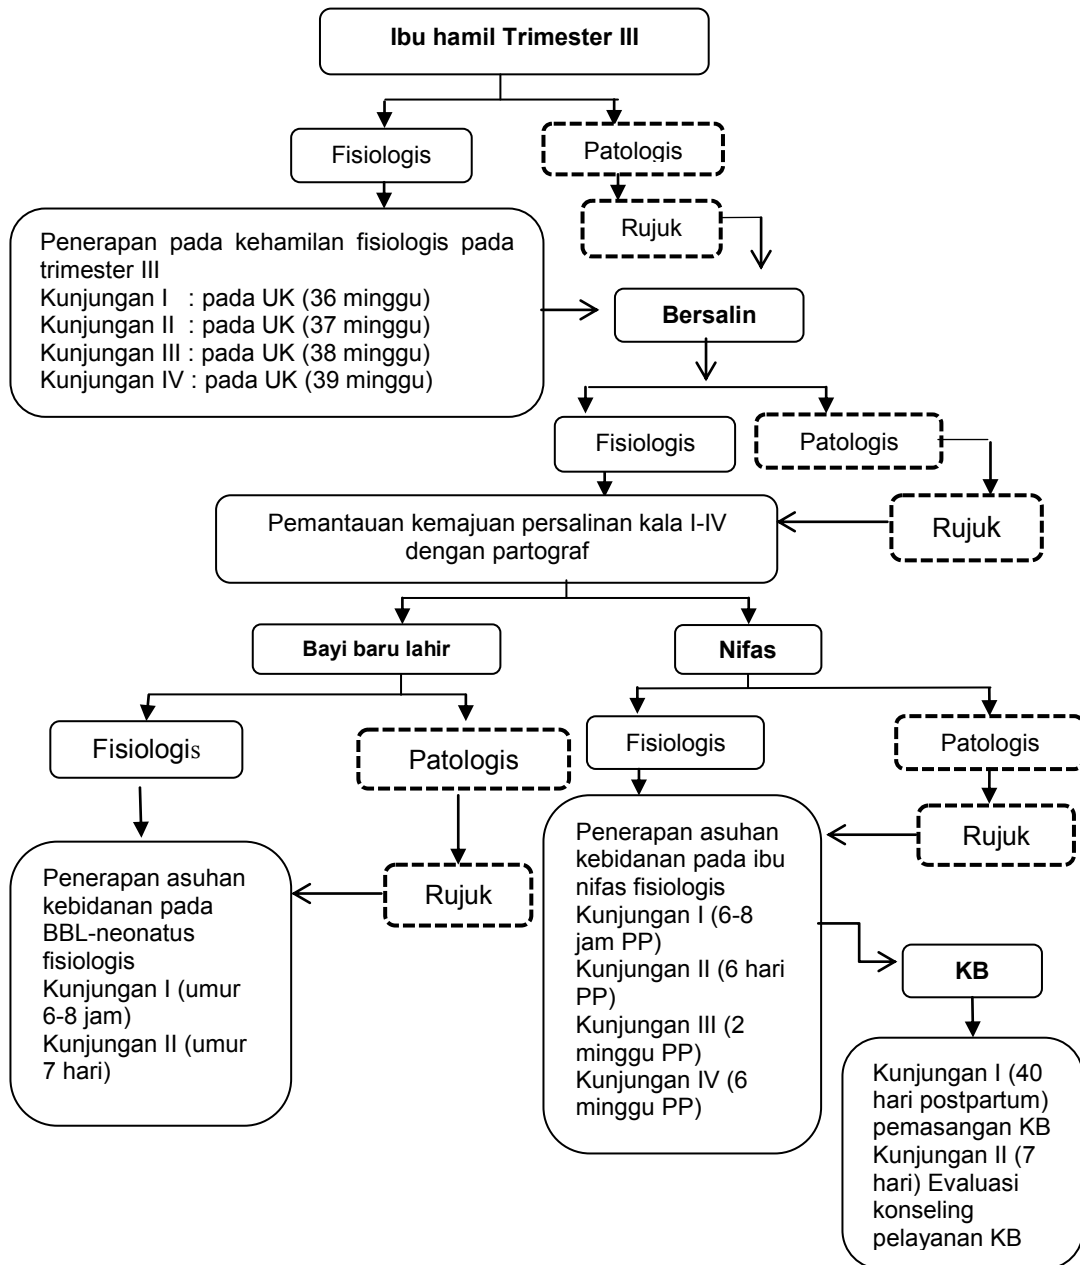 Ibu hamil Trimester III
Fisiologis
Patologis
Rujuk
Penerapan pada kehamilan fisiologis pada
trimester III
Kunjungan I : pada UK (36 minggu)
Kunjungan II : pada UK (37 minggu)
Kunjungan III : pada UK (38 minggu)
Kunjungan IV : pada UK (39 minggu)
Bersalin
Fisiologis
Patologis
Rujuk
Pemantauan kemajuan persalinan kala I-IV
dengan partograf
Bayi baru lahir
Nifas
Fisiologis
Patologis
Fisiologis
Patologis
Rujuk
Rujuk
Penerapan asuhan
kebidanan pada
BBL-neonatus
fisiologis
Kunjungan I (umur
6-8 jam)
Kunjungan II (umur
7 hari)
Penerapan asuhan
kebidanan pada ibu
nifas fisiologis
Kunjungan I (6-8
jam PP)
Kunjungan II (6 hari
PP)
Kunjungan III (2
minggu PP)
Kunjungan IV (6
minggu PP)
KB
Kunjungan I (40
hari postpartum)
pemasangan KB
Kunjungan II (7
hari) Evaluasi
konseling
pelayanan KB